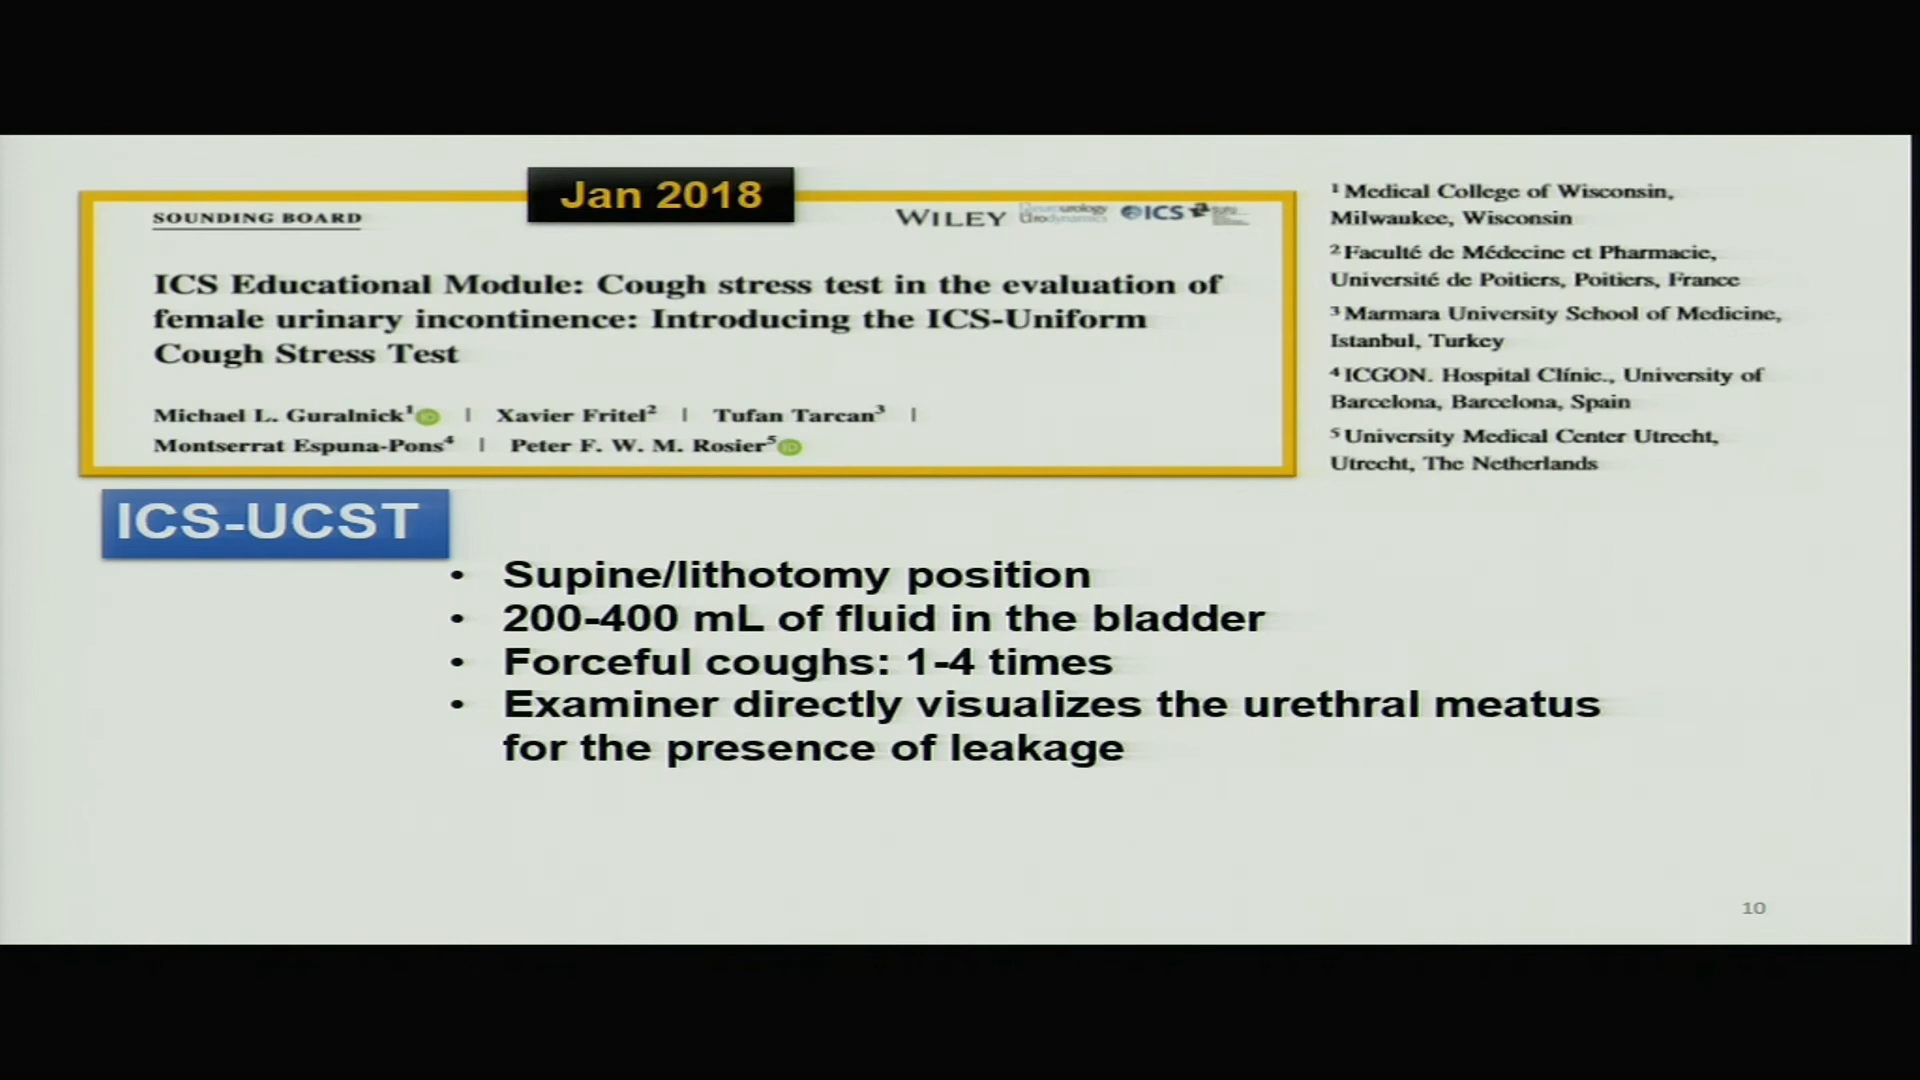 Jan 2018
SOUNDING BOARD
WILEY
ICS
ICS Educational Module: Cough stress test in the evaluation of
female urinary incontinence: Introducing the ICS-Uniform
Cough Stress Test
Michael L. Guralnick¹ | Xavier Fritel² | Tufan Tarcan³ |
Montserrat Espuna-Pons⁴ | Peter F. W. M. Rosier⁵
¹ Medical College of Wisconsin,
Milwaukee, Wisconsin
² Faculté de Médecine et Pharmacie,
Université de Poitiers, Poitiers, France
³ Marmara University School of Medicine,
Istanbul, Turkey
⁴ ICGON. Hospital Clínic., University of
Barcelona, Barcelona, Spain
⁵ University Medical Center Utrecht,
Utrecht, The Netherlands
ICS-UCST
• Supine/lithotomy position
• 200-400 mL of fluid in the bladder
• Forceful coughs: 1-4 times
• Examiner directly visualizes the urethral meatus
for the presence of leakage
10